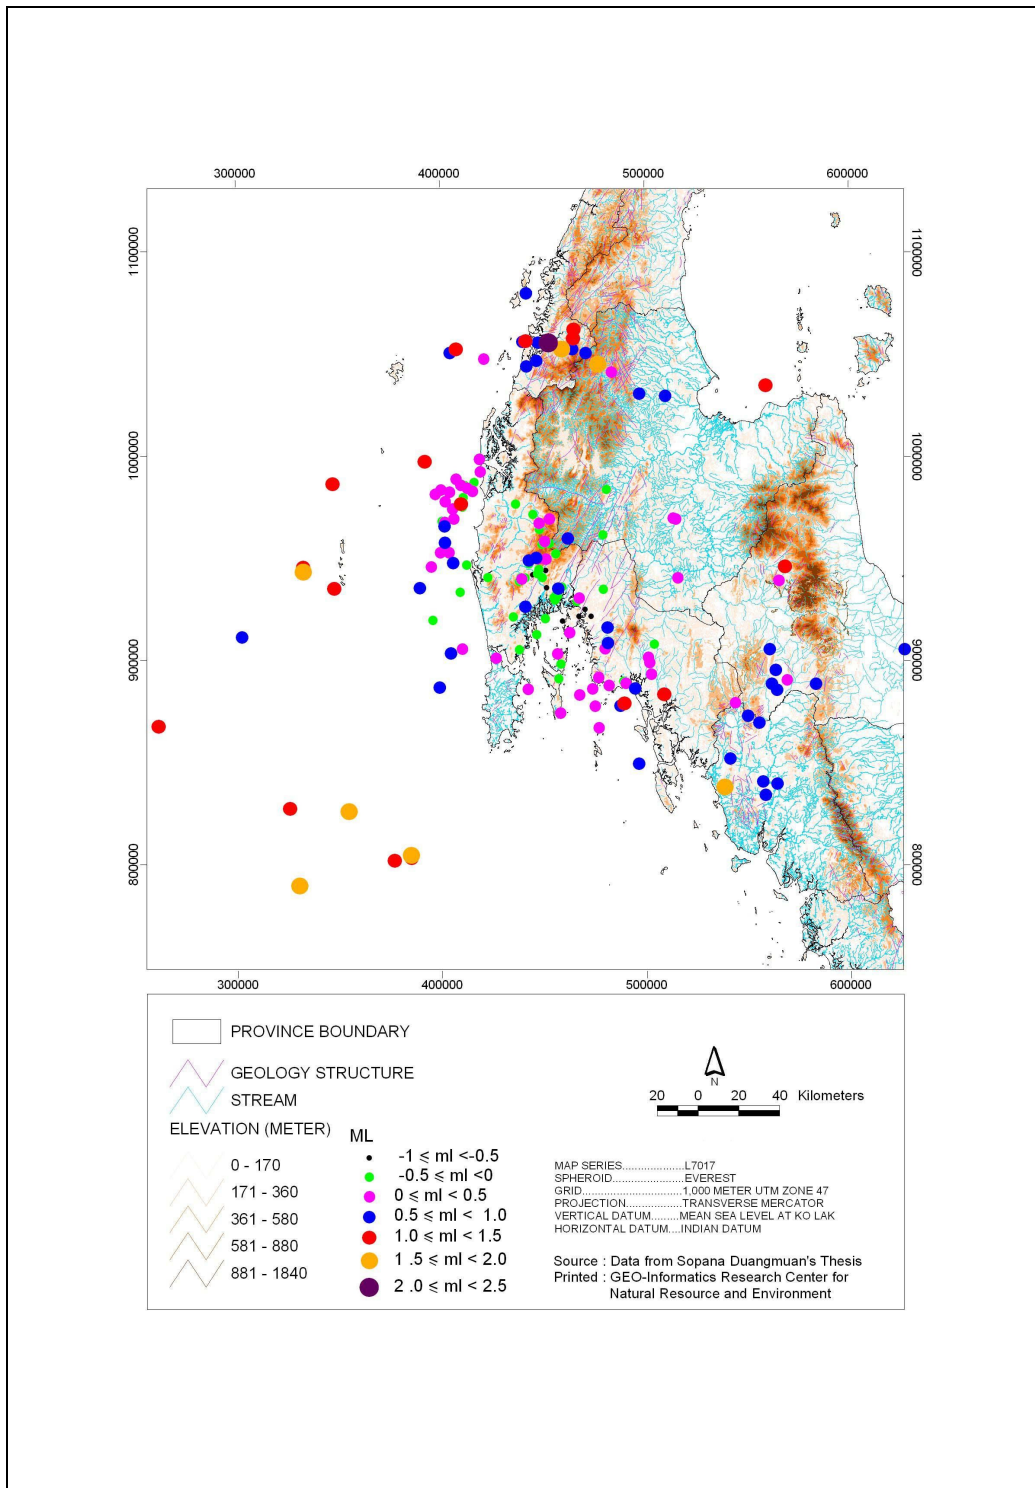 300000 400000 500000 600000
1100000 1100000
1000000 1000000
900000 900000
800000 800000
300000 400000 500000 600000
PROVINCE BOUNDARY
GEOLOGY STRUCTURE
STREAM
ELEVATION (METER)
0 - 170
171 - 360
361 - 580
581 - 880
881 - 1840
ML
-1 ⩽ ml <-0.5
-0.5 ⩽ ml <0
0 ⩽ ml < 0.5
0.5 ⩽ ml < 1.0
1.0 ⩽ ml < 1.5
1 .5 ⩽ ml < 2.0
2 .0 ⩽ ml < 2.5
N
20 0 20 40 Kilometers
MAP SERIES....................L7017
SPHEROID.......................EVEREST
GRID..............................1,000 METER UTM ZONE 47
PROJECTION..................TRANSVERSE MERCATOR
VERTICAL DATUM........MEAN SEA LEVEL AT KO LAK
HORIZONTAL DATUM....INDIAN DATUM
Source : Data from Sopana Duangmuan's Thesis
Printed : GEO-Informatics Research Center for
Natural Resource and Environment